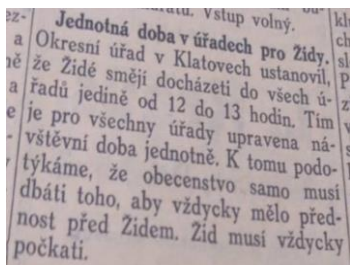 Vstup volný.
Jednotná doba v úřadech pro Židy.
Okresní úřad v Klatovech ustanovil,
že Židé smějí docházeti do všech ú-
řadů jedině od 12 do 13 hodin. Tím
je pro všechny úřady upravena ná-
vštěvní doba jednotně. K tomu podo-
týkáme, že obecenstvo samo musí
dbáti toho, aby vždycky mělo před-
nost před Židem. Žid musí vždycky
počkati.